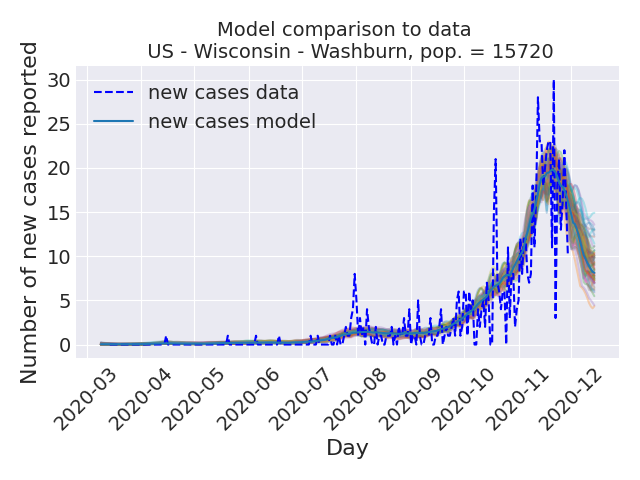 Model comparison to data
US - Wisconsin - Washburn, pop. = 15720
Number of new cases reported
30
25
20
15
10
5
0
new cases data
new cases model
2020-03
2020-04
2020-05
2020-06
2020-07
2020-08
2020-09
2020-10
2020-11
2020-12
Day